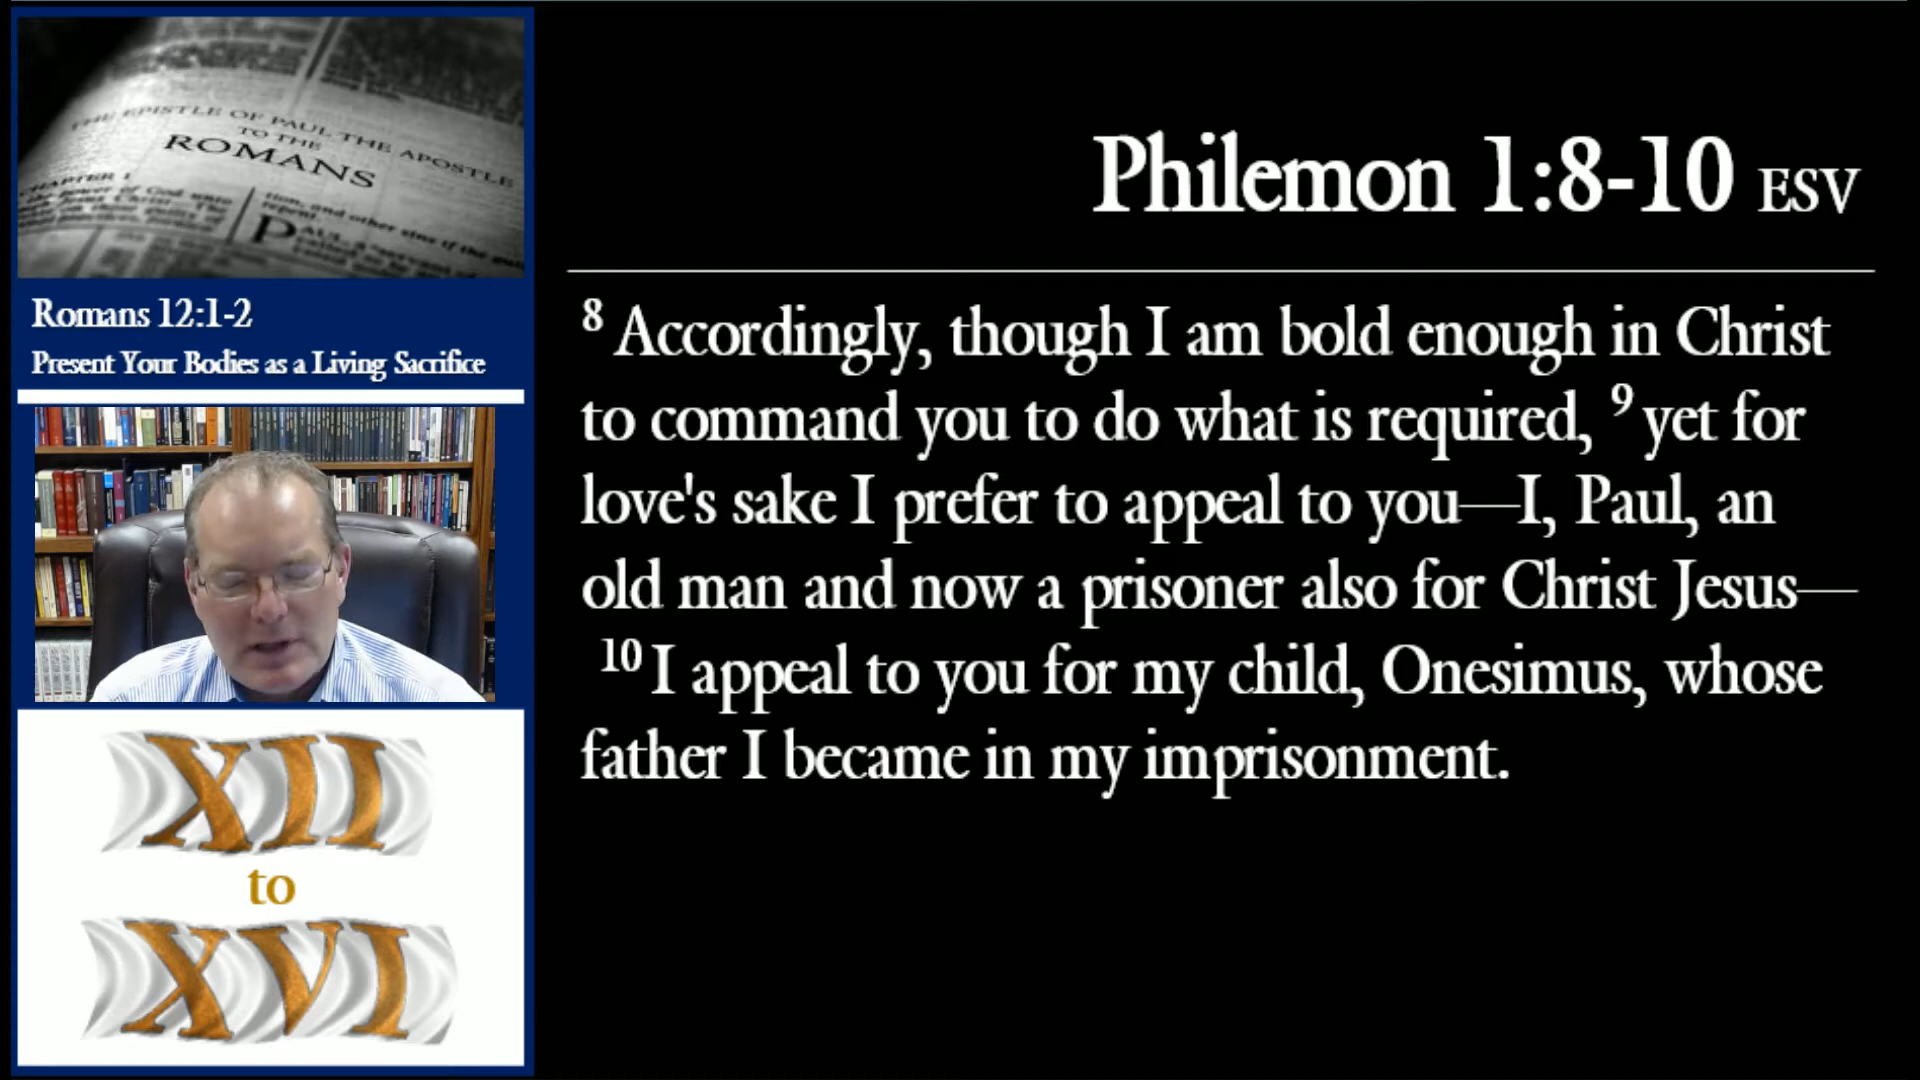 THE EPISTLE OF PAUL THE APOSTLE
TO THE
ROMANS
CHAPTER 1
Romans 12:1-2
Present Your Bodies as a Living Sacrifice
XII
to
XVI
Philemon 1:8-10 ESV
8 Accordingly, though I am bold enough in Christ
to command you to do what is required, 9 yet for
love's sake I prefer to appeal to you—I, Paul, an
old man and now a prisoner also for Christ Jesus—
10 I appeal to you for my child, Onesimus, whose
father I became in my imprisonment.